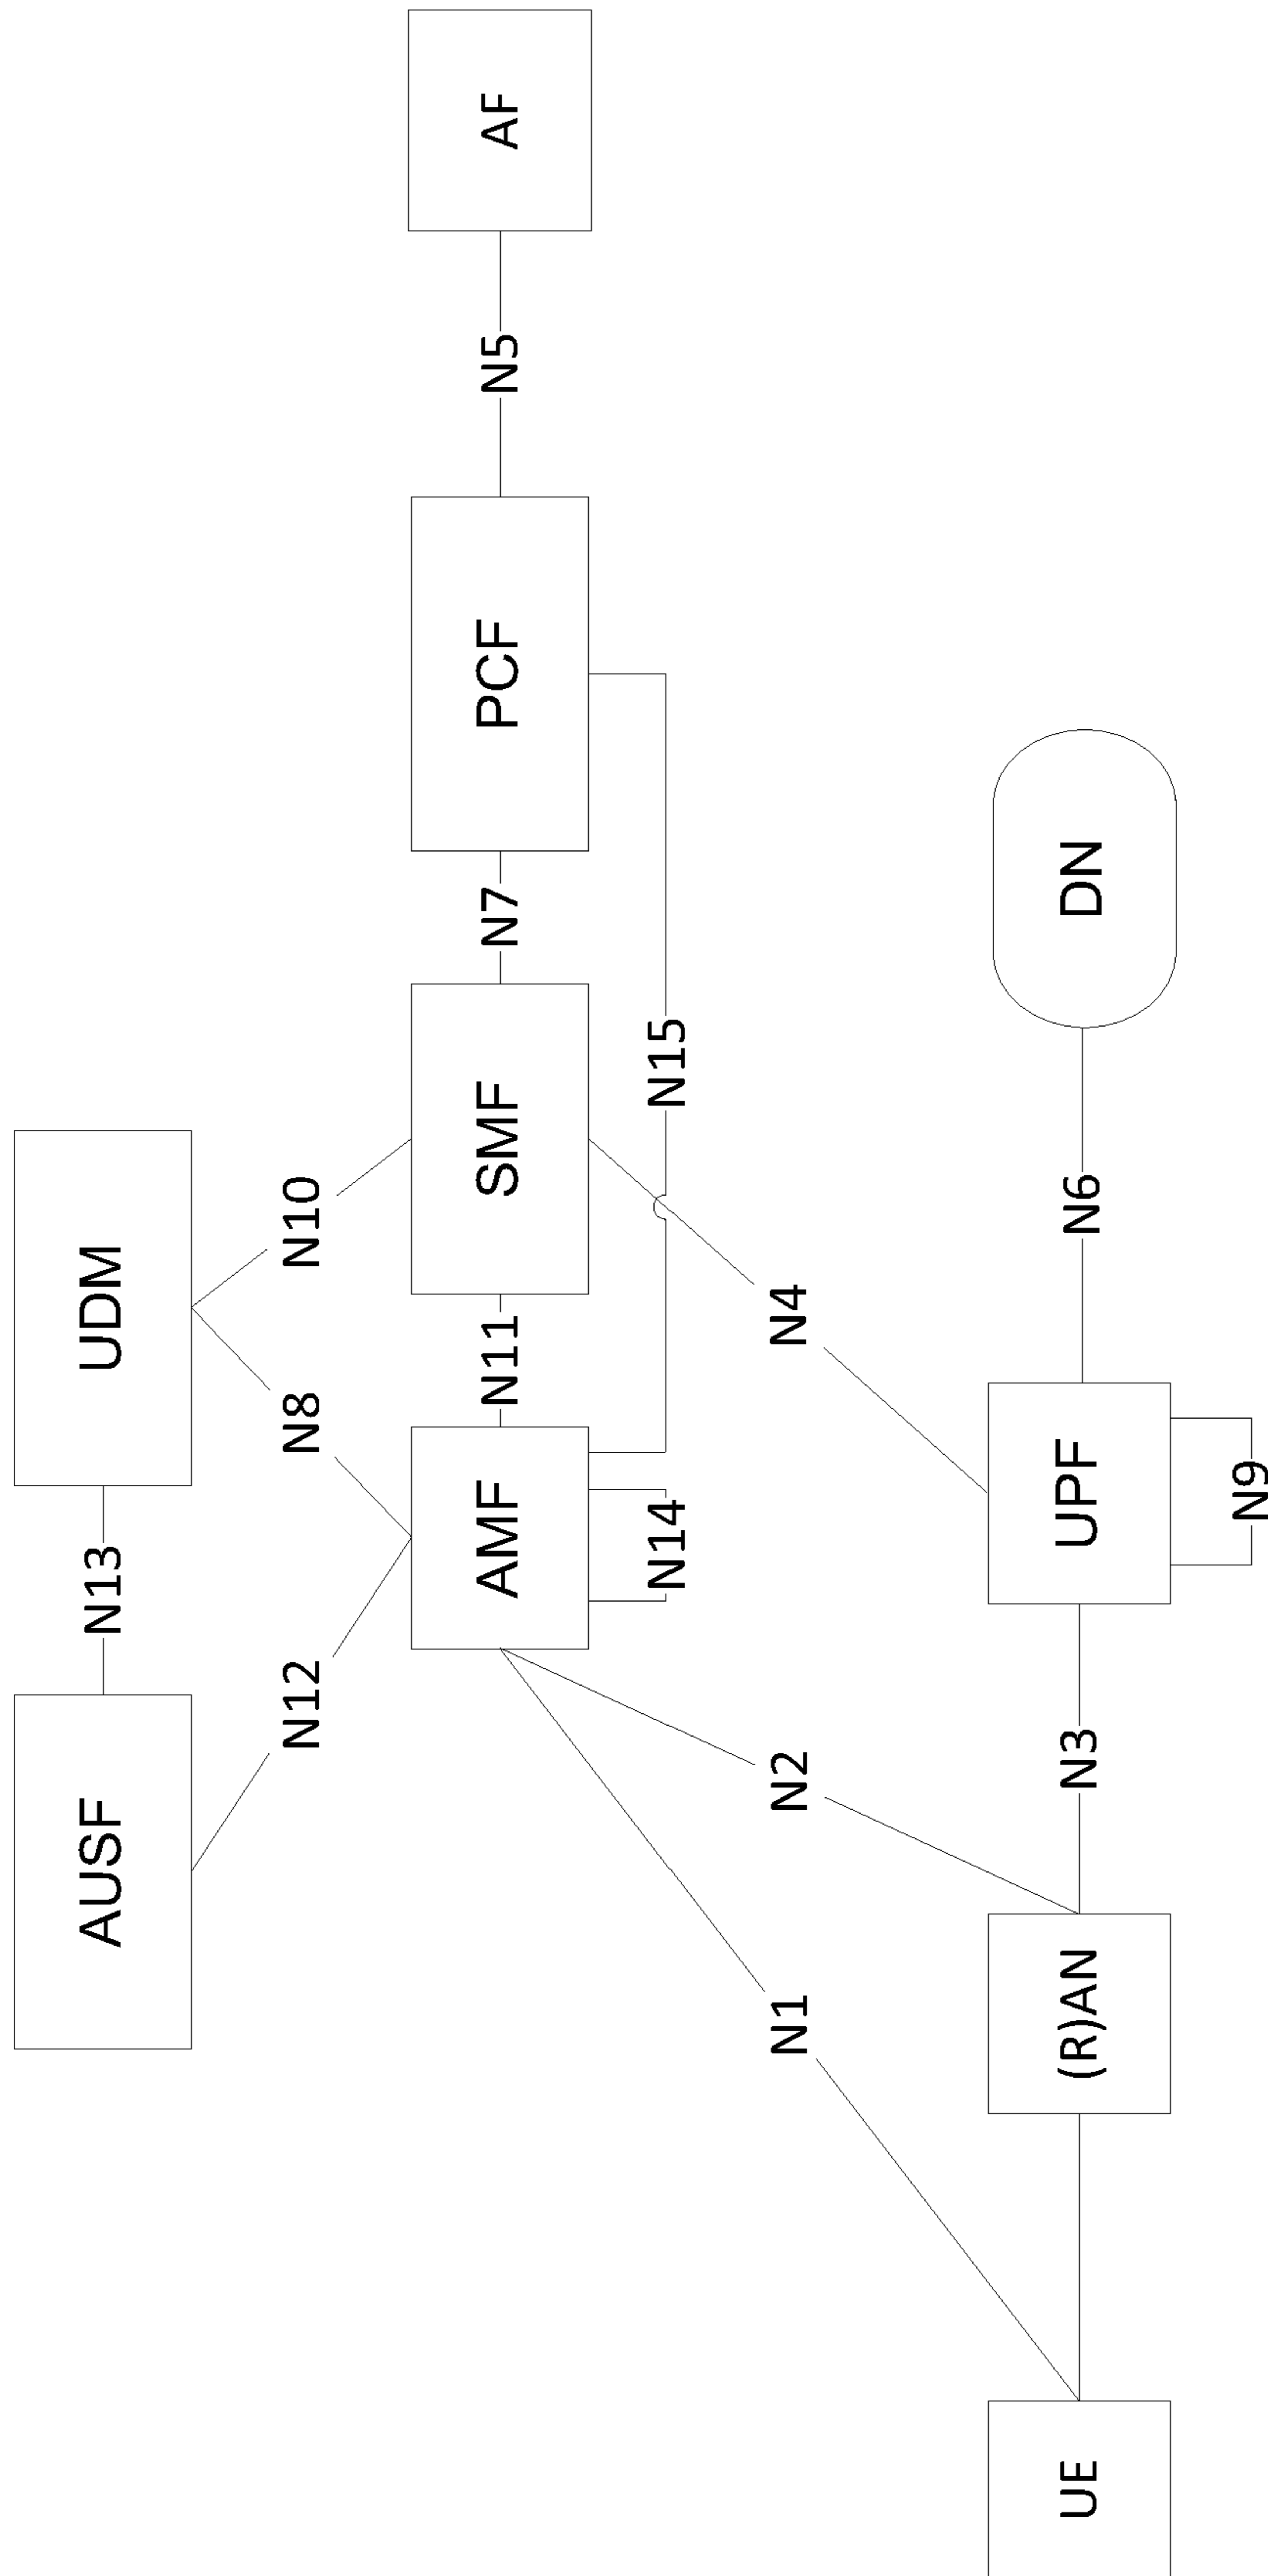 AUSF
N13
UDM
N12
N8
N10
AMF
N11
SMF
N7
PCF
N5
AF
N14
N15
N1
N2
N4
UE
(R)AN
N3
UPF
N6
DN
N9